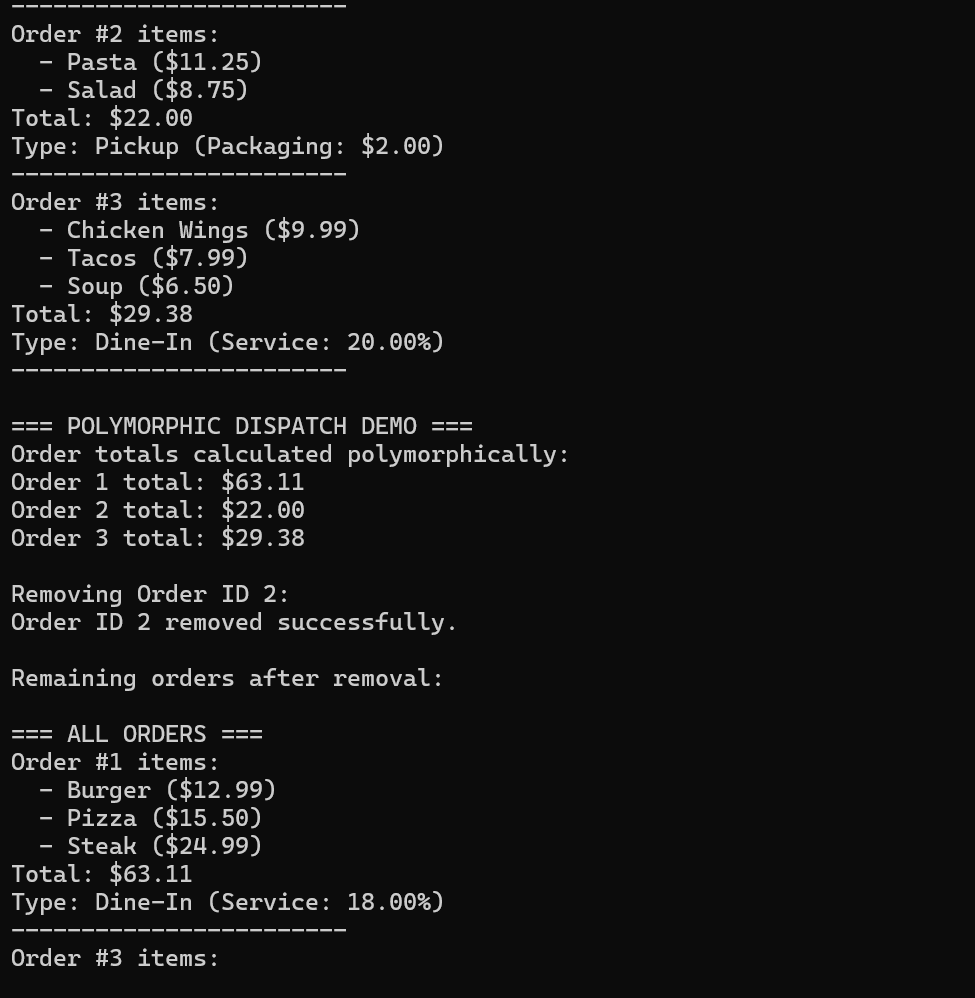 ------------------------
Order #2 items:
  - Pasta ($11.25)
  - Salad ($8.75)
Total: $22.00
Type: Pickup (Packaging: $2.00)
------------------------
Order #3 items:
  - Chicken Wings ($9.99)
  - Tacos ($7.99)
  - Soup ($6.50)
Total: $29.38
Type: Dine-In (Service: 20.00%)
------------------------

=== POLYMORPHIC DISPATCH DEMO ===
Order totals calculated polymorphically:
Order 1 total: $63.11
Order 2 total: $22.00
Order 3 total: $29.38

Removing Order ID 2:
Order ID 2 removed successfully.

Remaining orders after removal:

=== ALL ORDERS ===
Order #1 items:
  - Burger ($12.99)
  - Pizza ($15.50)
  - Steak ($24.99)
Total: $63.11
Type: Dine-In (Service: 18.00%)
------------------------
Order #3 items: